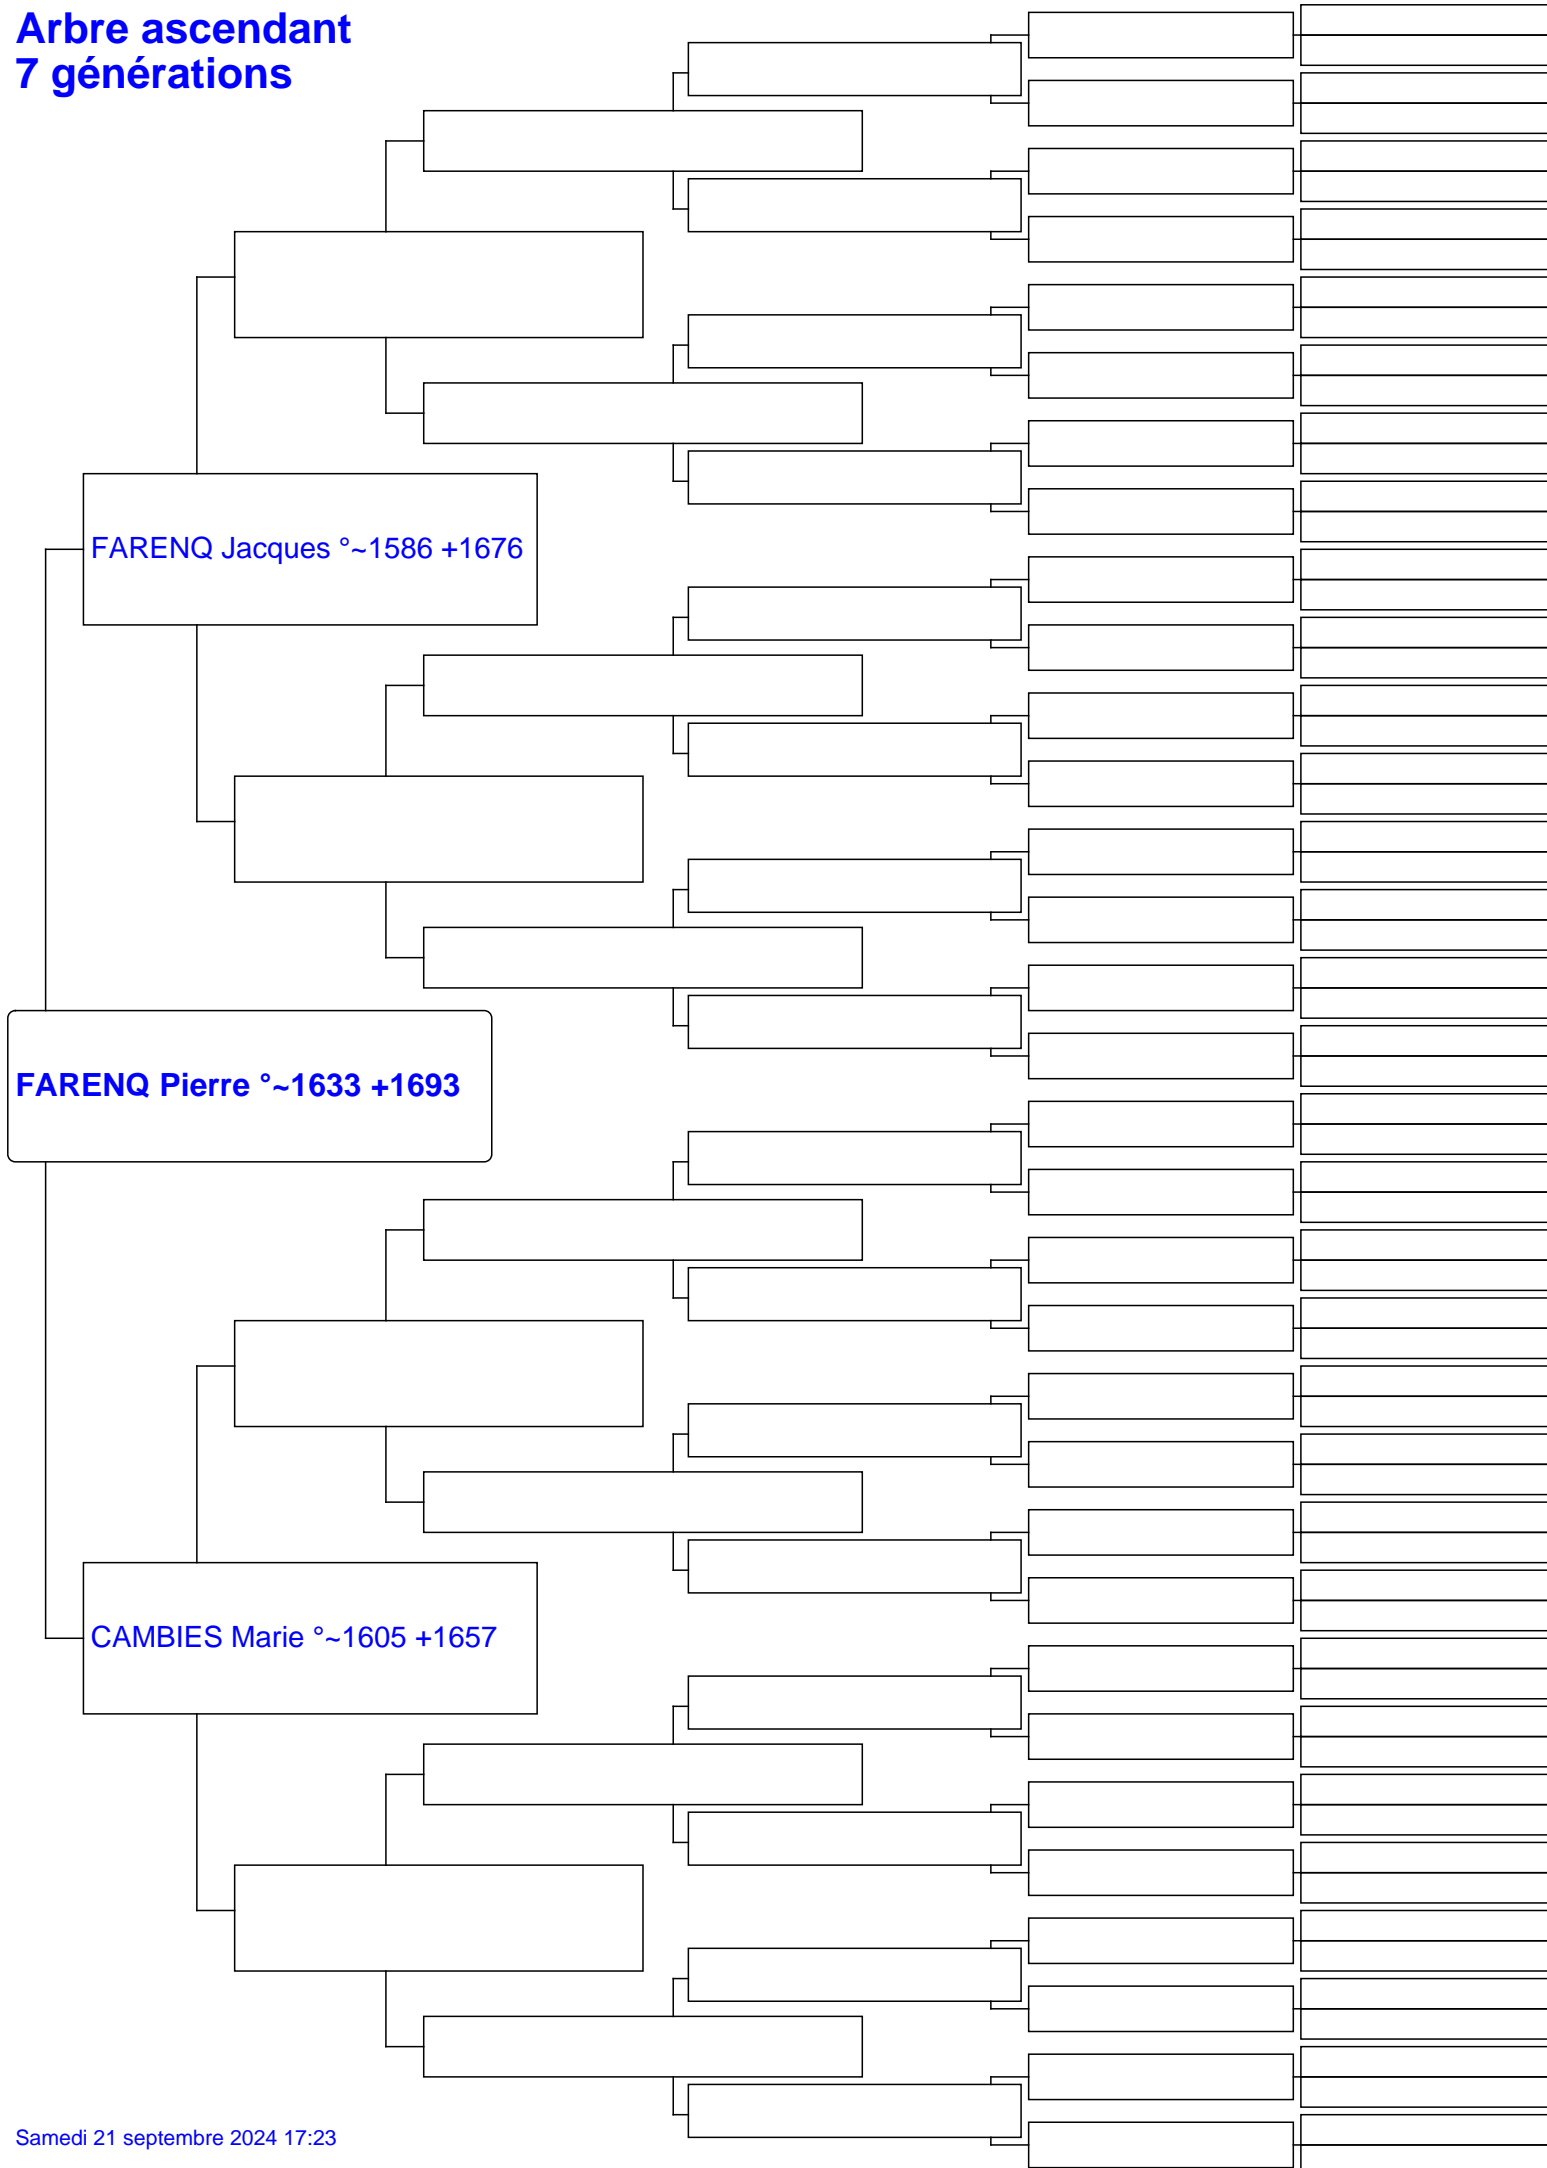 Arbre ascendant
7 générations
FARENQ Jacques °~1586 +1676
FARENQ Pierre °~1633 +1693
CAMBIES Marie °~1605 +1657
Samedi 21 septembre 2024 17:23